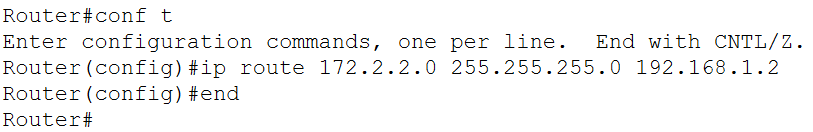 Router#conf t
Enter configuration commands, one per line.  End with CNTL/Z.
Router(config)#ip route 172.2.2.0 255.255.255.0 192.168.1.2
Router(config)#end
Router#